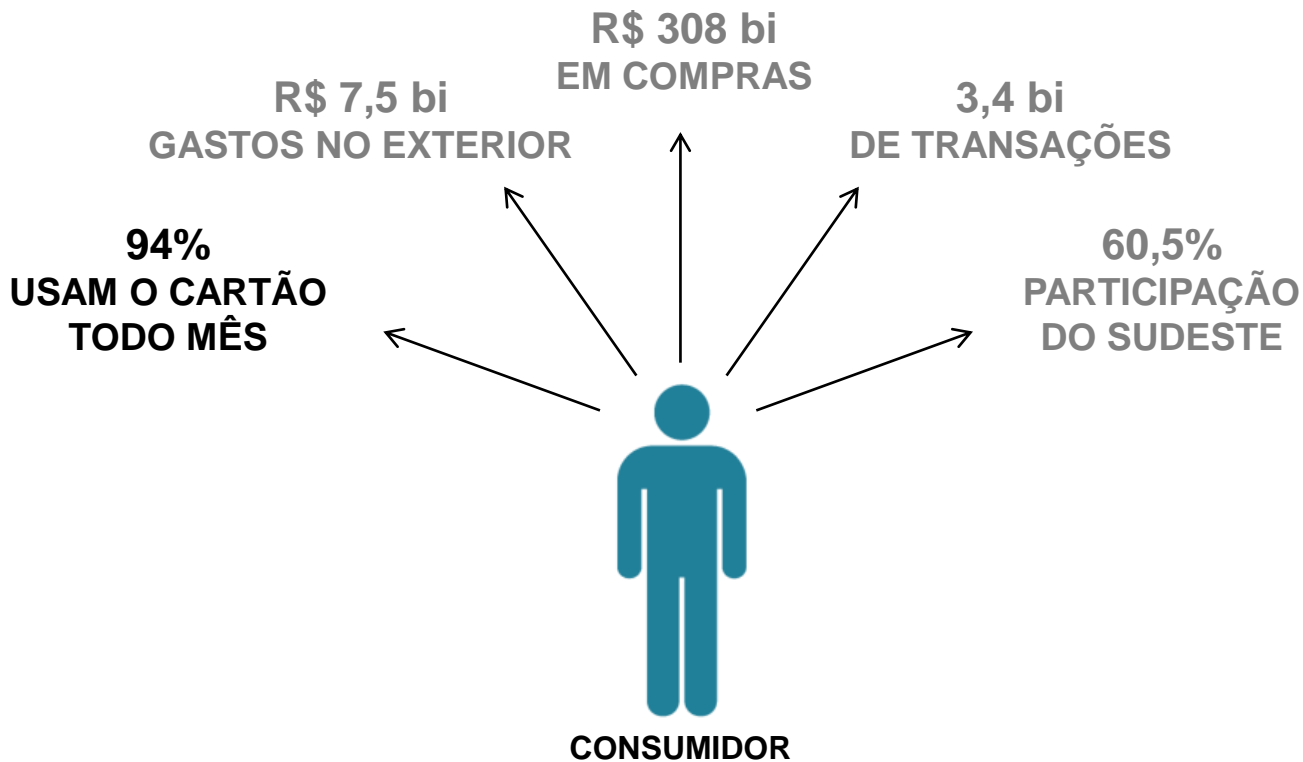 R$ 308 bi
EM COMPRAS
R$ 7,5 bi
GASTOS NO EXTERIOR
3,4 bi
DE TRANSAÇÕES
94%
USAM O CARTÃO
TODO MÊS
60,5%
PARTICIPAÇÃO
DO SUDESTE
CONSUMIDOR